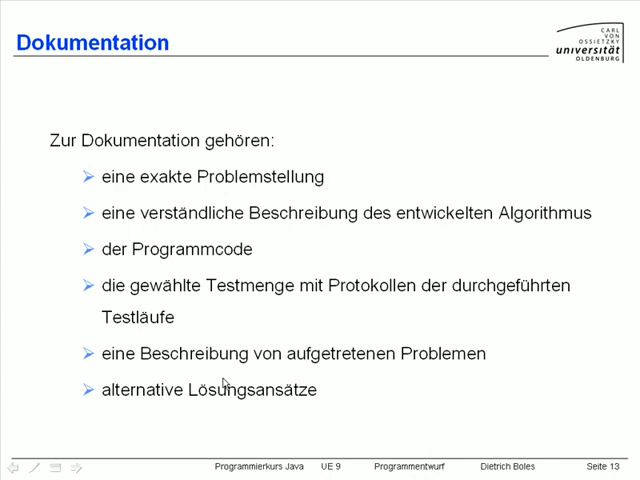 Dokumentation
CARL
VON
OSSIETZKY
universität
OLDENBURG
Zur Dokumentation gehören:
eine exakte Problemstellung
eine verständliche Beschreibung des entwickelten Algorithmus
der Programmcode
die gewählte Testmenge mit Protokollen der durchgeführten
Testläufe
eine Beschreibung von aufgetretenen Problemen
alternative Lösungsansätze
Programmierkurs Java UE 9 Programmentwurf Dietrich Boles Seite 13